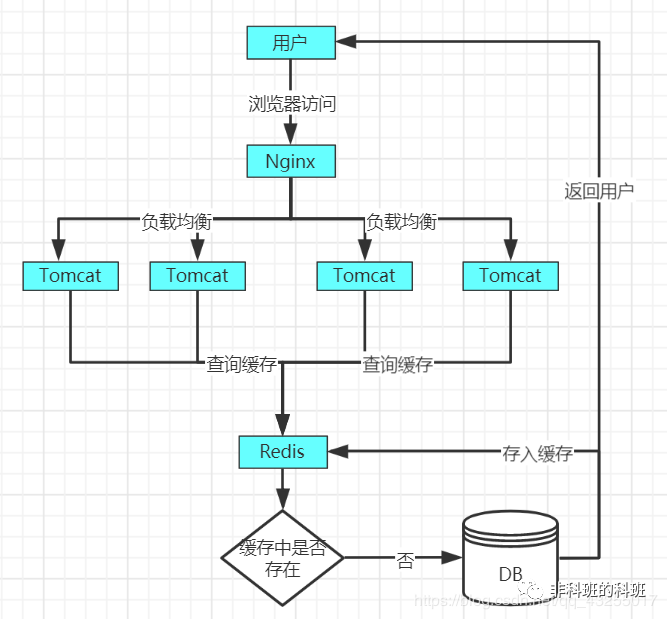 用户
浏览器访问
Nginx
返回用户
负载均衡
负载均衡
Tomcat
Tomcat
Tomcat
Tomcat
查询缓存
查询缓存
Redis
存入缓存
缓存中是否
存在
否
DB
非科班的科班